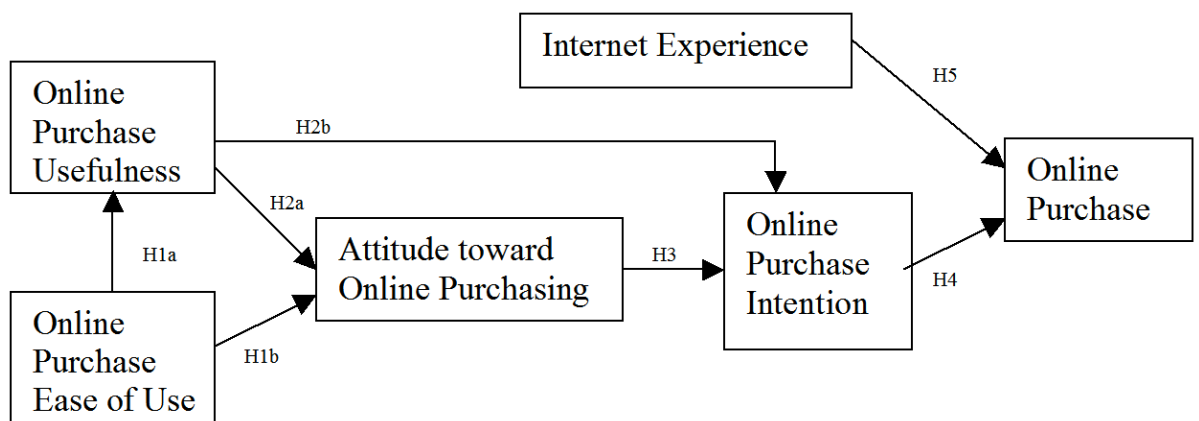 Internet Experience
H5
Online
Purchase
Usefulness
H2b
Online
Purchase
H2a
H1a
Attitude toward
Online Purchasing
H3
Online
Purchase
Intention
H4
Online
Purchase
Ease of Use
H1b